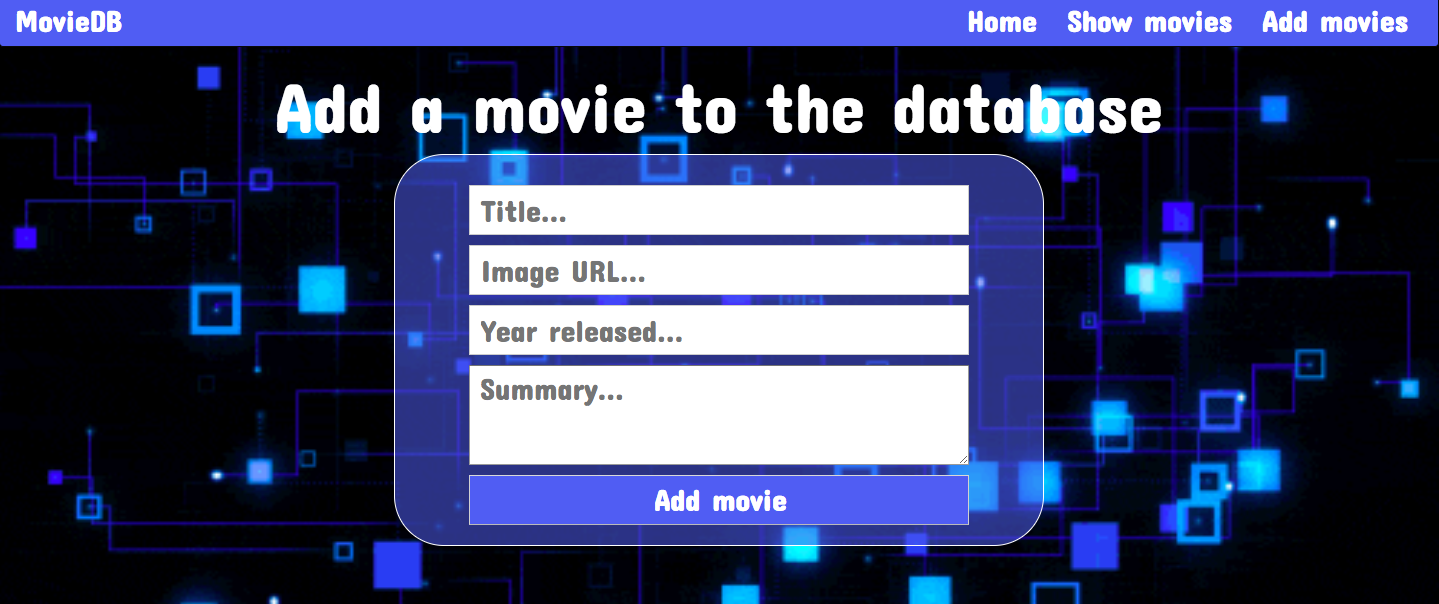 MovieDB Home Show movies Add movies
Add a movie to the database
Title...
Image URL...
Year released...
Summary...
Add movie